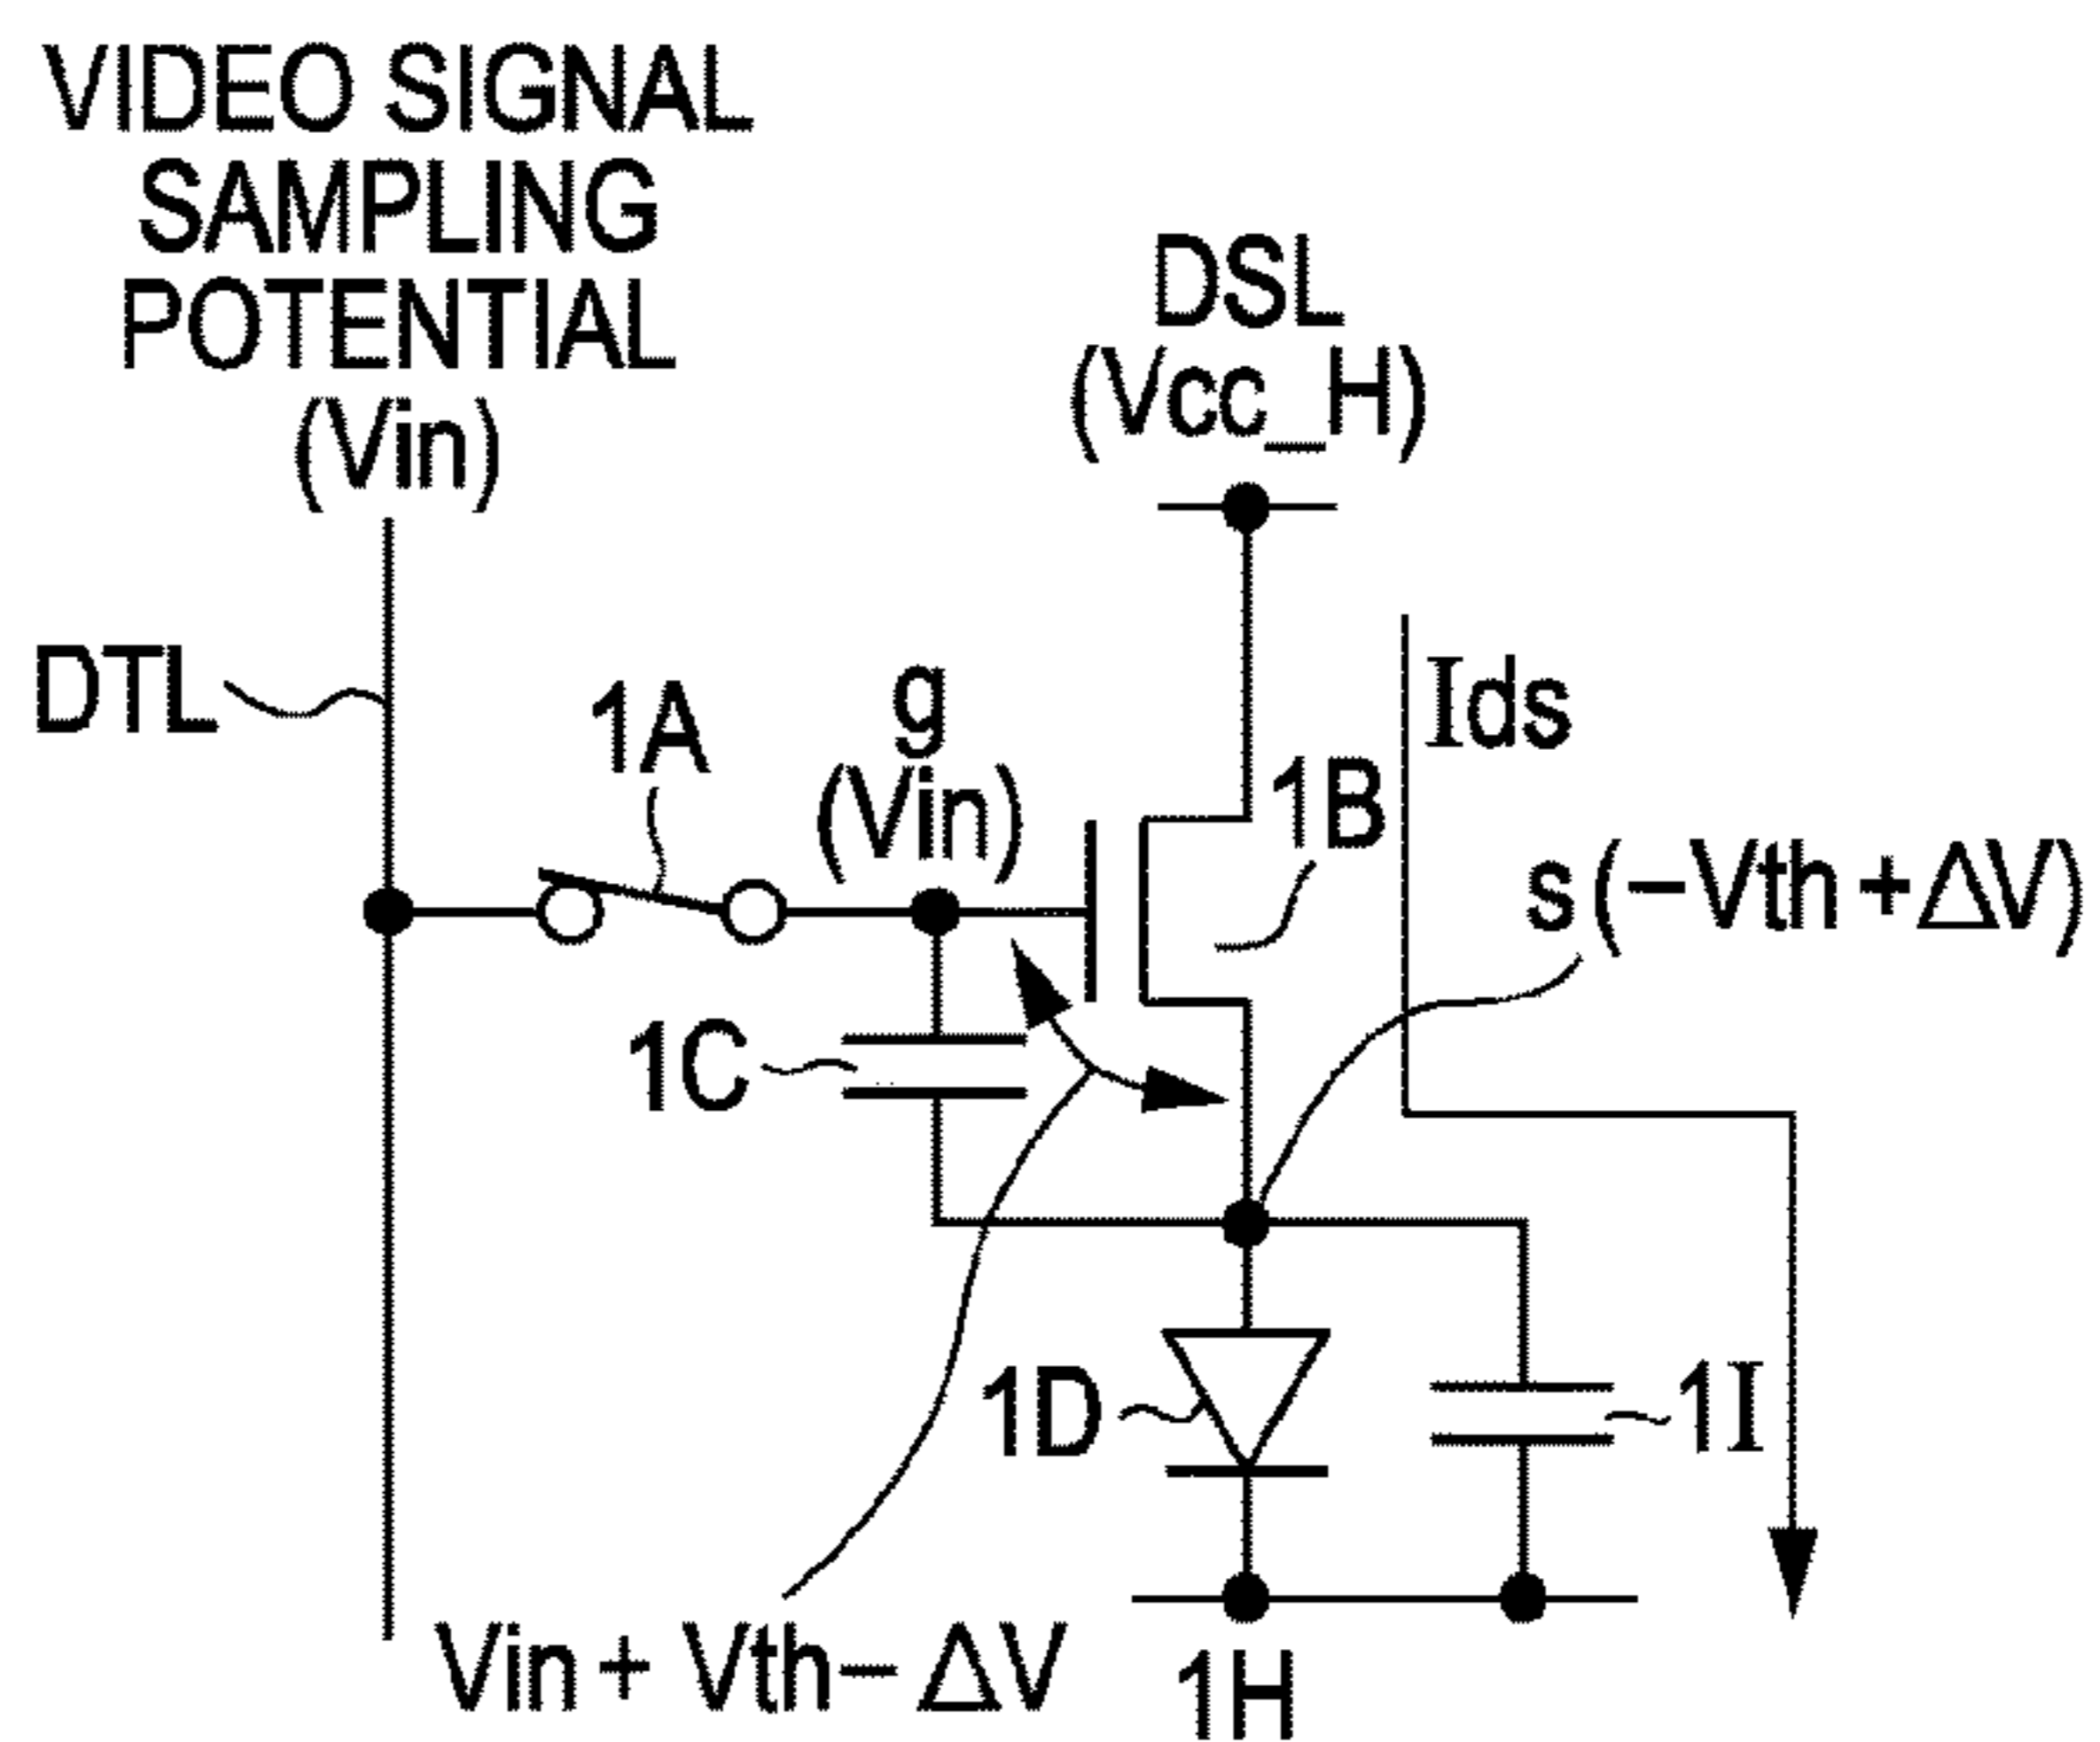 VIDEO SIGNAL
SAMPLING
POTENTIAL
(Vin)
DSL
(Vcc_H)
DTL
1A
g
(Vin)
Ids
1B
s(−Vth+ΔV)
1C
1D
1I
Vin+ Vth−ΔV
1H